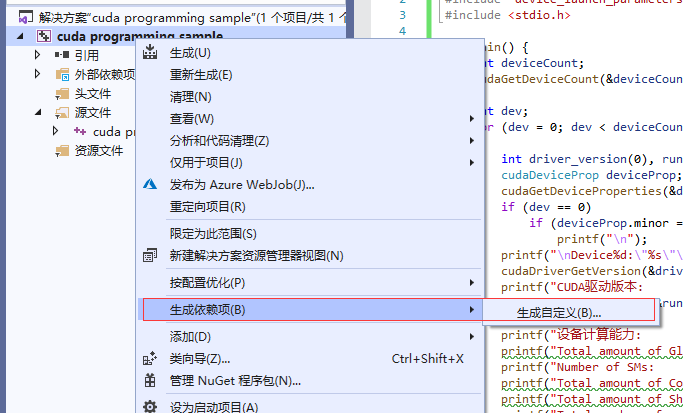 解决方案"cuda programming sample"(1 个项目/共 1 个
cuda programming sample
引用
外部依赖项
头文件
源文件
cuda pr
资源文件
生成(U)
重新生成(E)
清理(N)
查看(W)
分析和代码清理(Z)
仅用于项目(J)
发布为 Azure WebJob(J)...
重定向项目(R)
限定为此范围(S)
新建解决方案资源管理器视图(N)
按配置优化(P)
生成依赖项(B)
生成自定义(B)...
添加(D)
类向导(Z)...
Ctrl+Shift+X
管理 NuGet 程序包(N)...
设为启动项目(A)
2
3
4
#include "device_launch_parameters
#include <stdio.h>
ain() {
t deviceCount;
udaGetDeviceCount(&deviceCoun
t dev;
r (dev = 0; dev < deviceCoun
int driver_version(0), run
cudaDeviceProp deviceProp;
cudaGetDeviceProperties(&d
if (dev == 0)
if (deviceProp.minor =
printf("\n");
printf("\nDevice%d:\"%s\"\
cudaDriverGetVersion(&driv
printf("CUDA驱动版本:
&run
printf("设备计算能力:
printf("Total amount of Gl
printf("Number of SMs:
printf("Total amount of Co
printf("Total amount of Sh